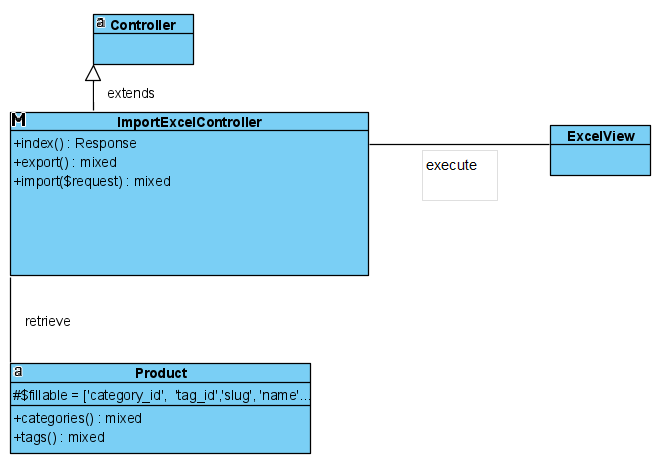 a Controller
extends
M ImportExcelController
+index() : Response
+export() : mixed
+import($request) : mixed
ExcelView
execute
retrieve
a Product
#$fillable = ['category_id', 'tag_id','slug', 'name'...
+categories() : mixed
+tags() : mixed